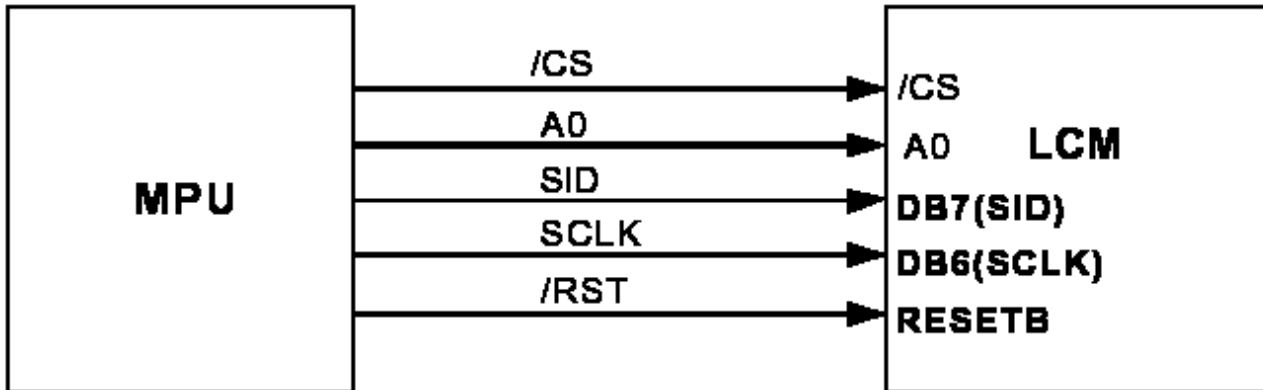 /CS
/CS
A0
A0 LCM
MPU
SID
DB7(SID)
SCLK
DB6(SCLK)
/RST
RESETB